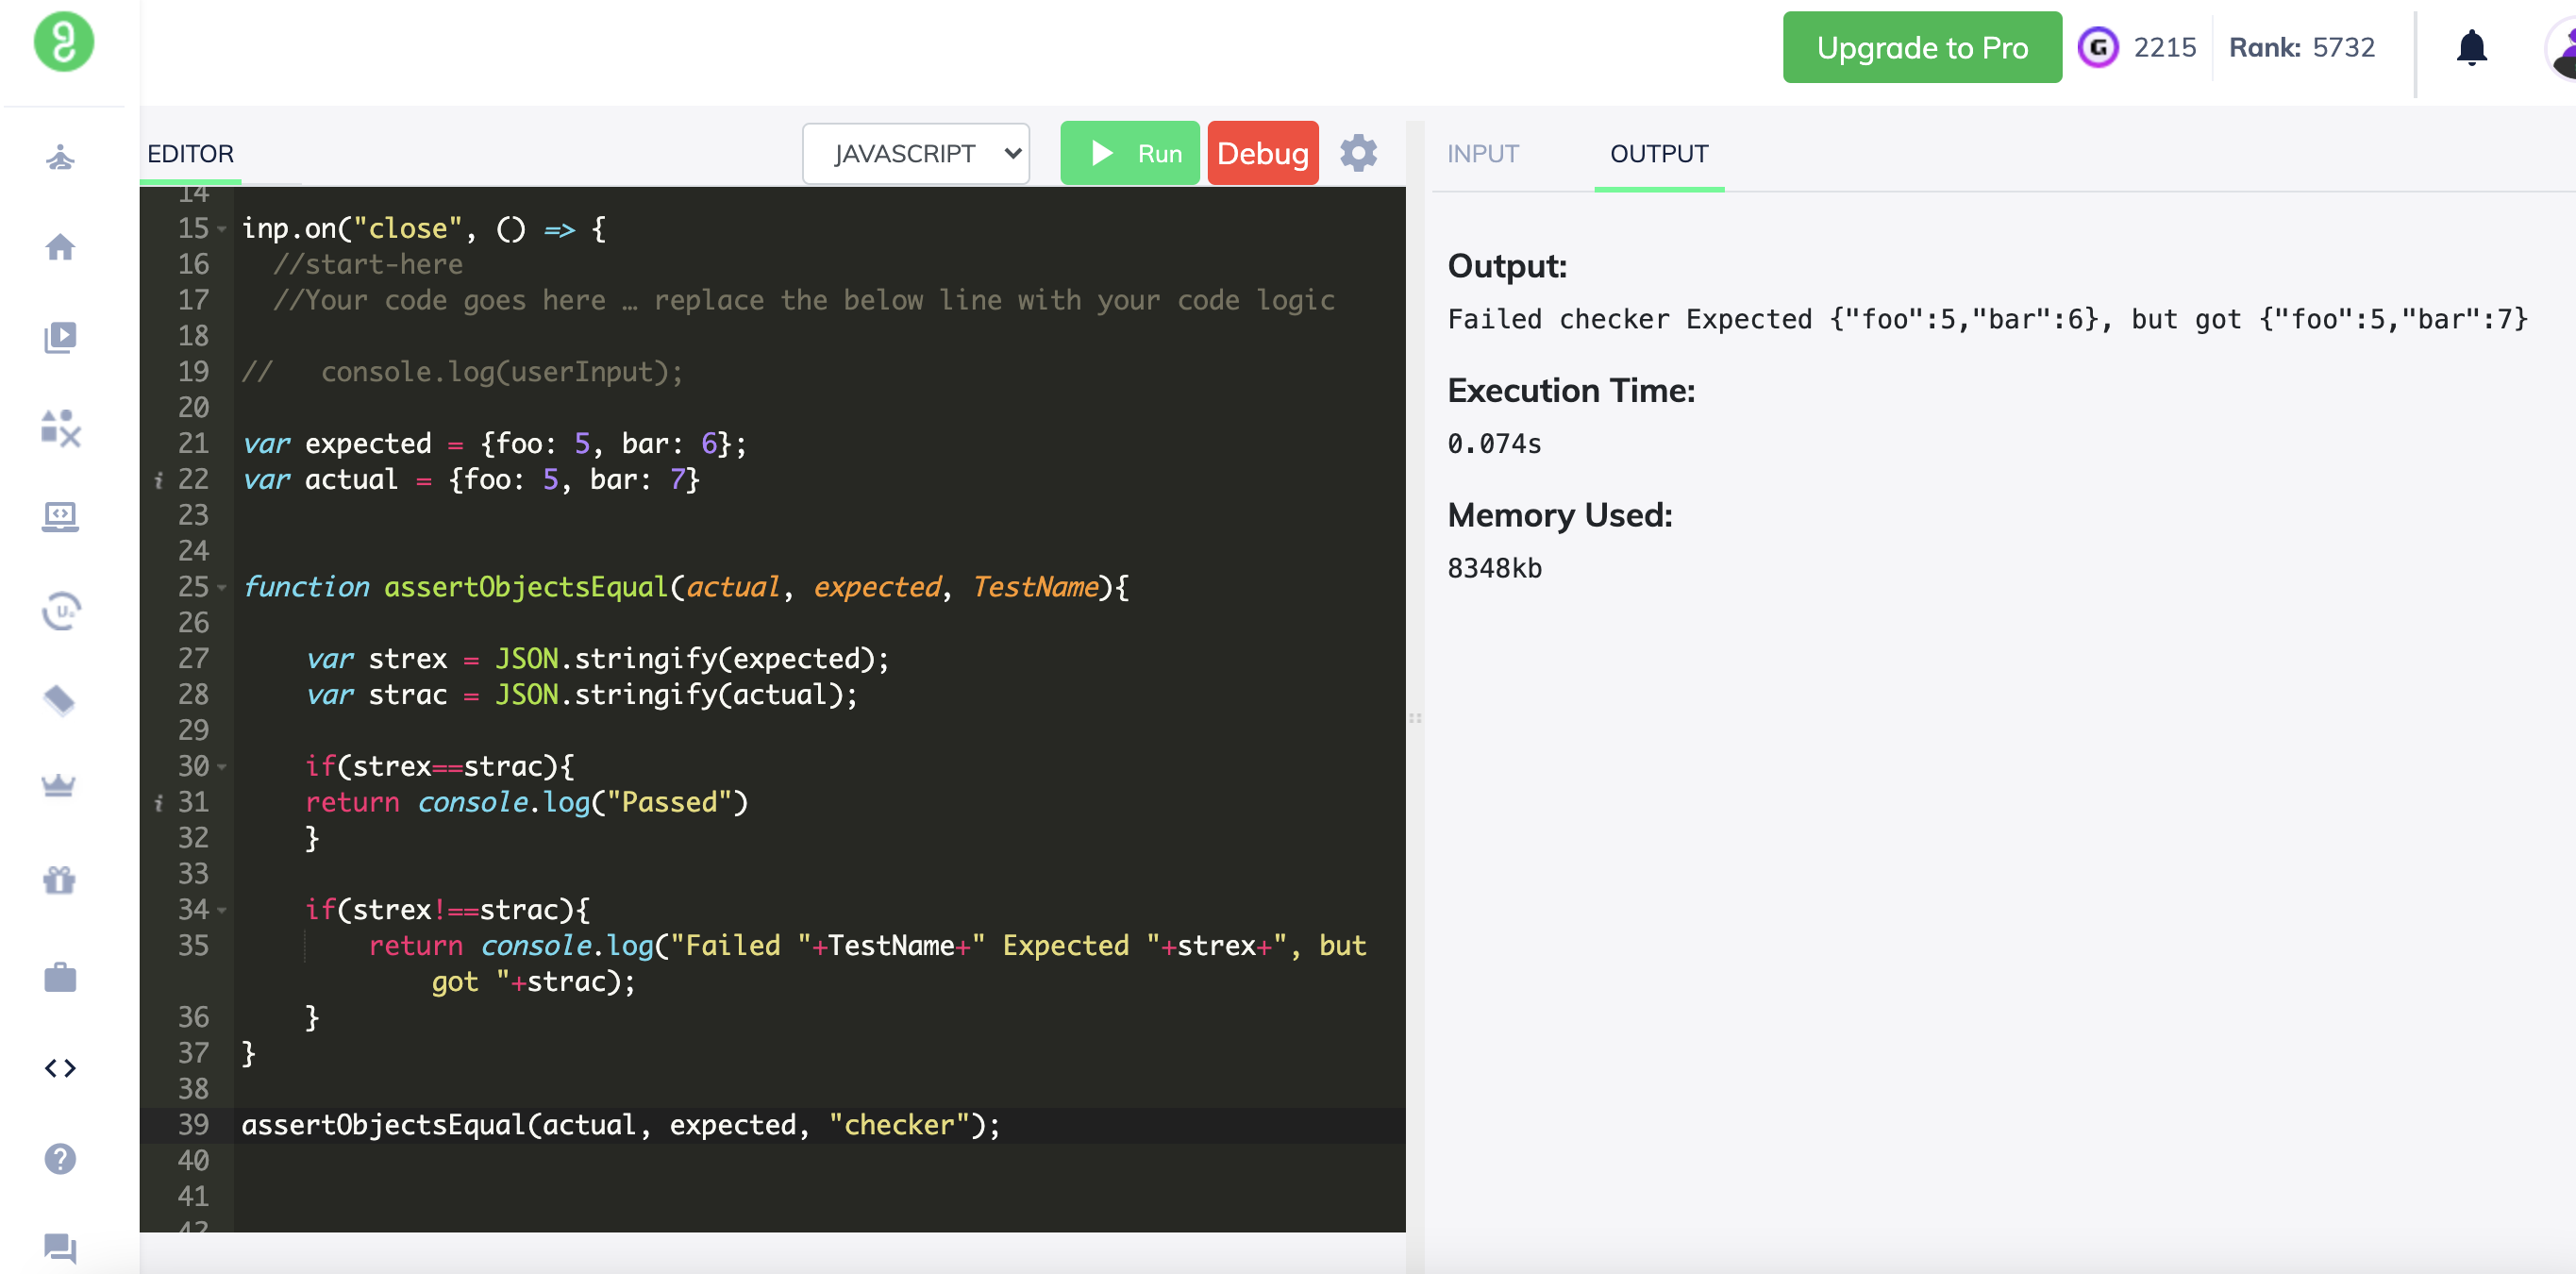 Upgrade to Pro
G 2215
Rank: 5732
EDITOR
JAVASCRIPT
Run
Debug
INPUT
OUTPUT
14
15 inp.on("close", () => {
16 //start-here
17 //Your code goes here … replace the below line with your code logic
18
19 // console.log(userInput);
20
21 var expected = {foo: 5, bar: 6};
i 22 var actual = {foo: 5, bar: 7}
23
24
25 function assertObjectsEqual(actual, expected, TestName){
26
27 var strex = JSON.stringify(expected);
28 var strac = JSON.stringify(actual);
29
30 if(strex==strac){
i 31 return console.log("Passed")
32 }
33
34 if(strex!==strac){
35 return console.log("Failed "+TestName+" Expected "+strex+", but
got "+strac);
36 }
37 }
38
39 assertObjectsEqual(actual, expected, "checker");
40
41
42
Output:
Failed checker Expected {"foo":5,"bar":6}, but got {"foo":5,"bar":7}
Execution Time:
0.074s
Memory Used:
8348kb